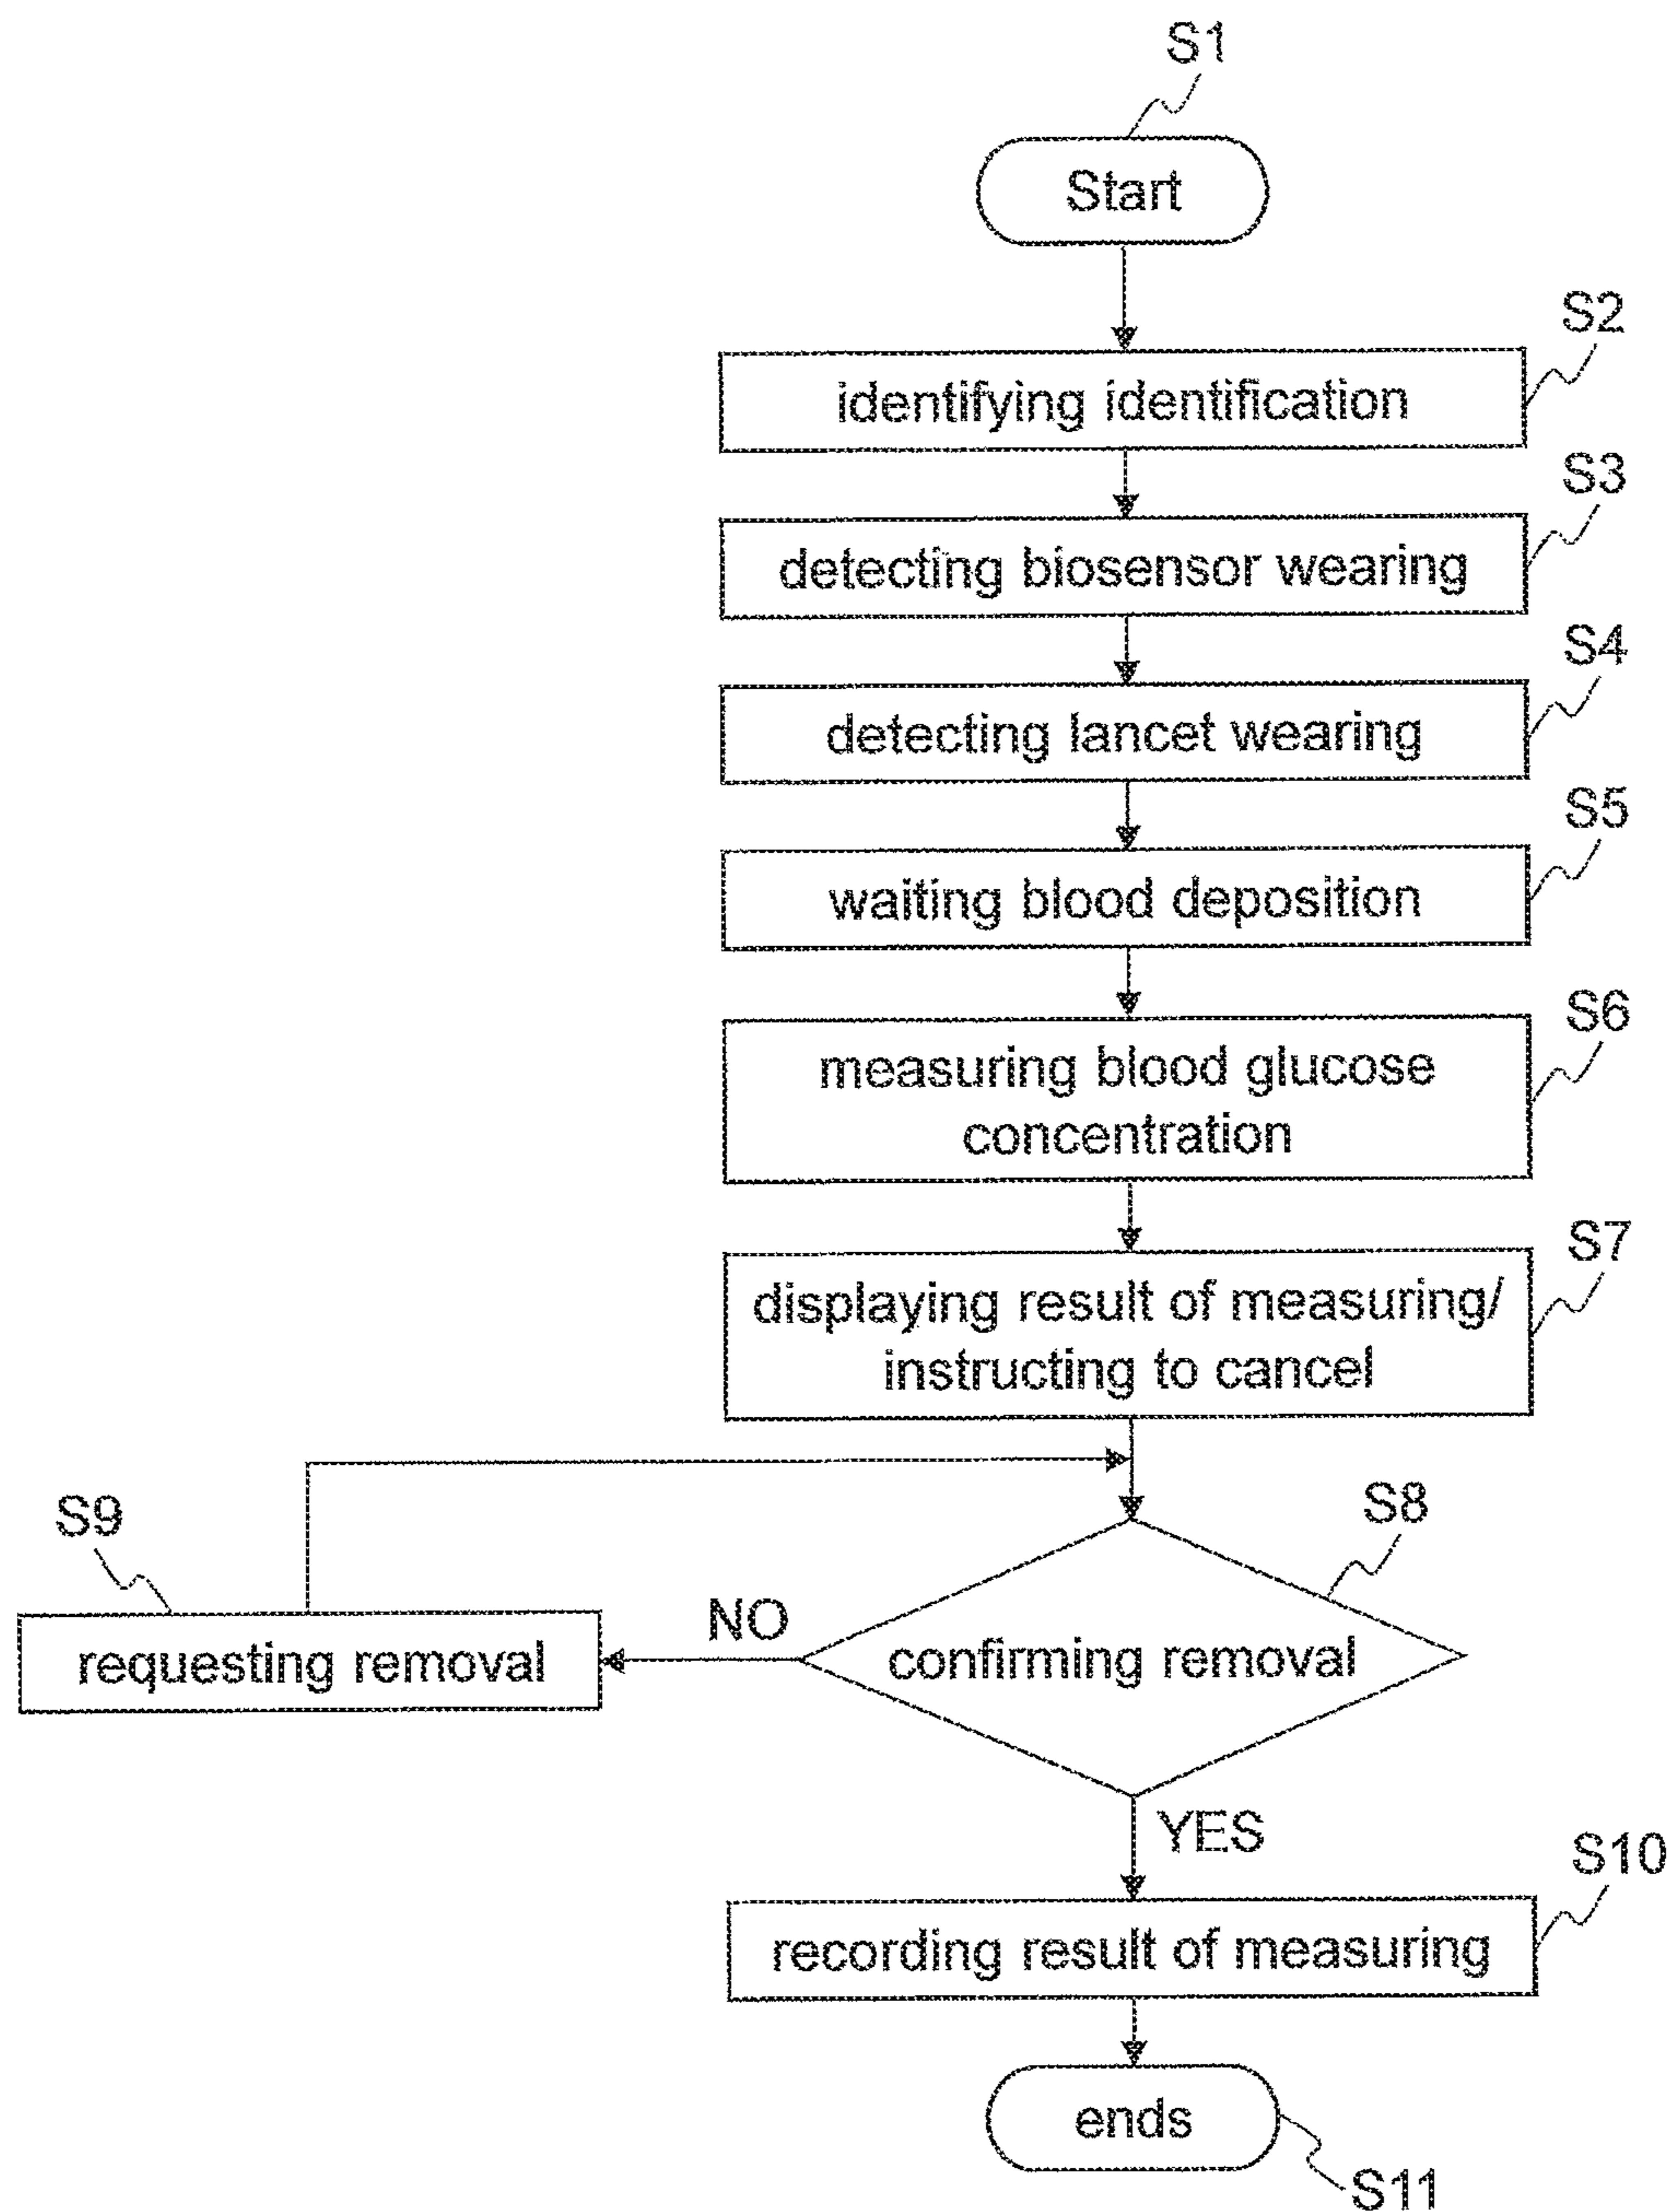 S1
Start
S2
identifying identification
S3
detecting biosensor wearing
S4
detecting lancet wearing
S5
waiting blood deposition
S6
measuring blood glucose
concentration
S7
displaying result of measuring/
instructing to cancel
S8
confirming removal
S9
NO
requesting removal
YES
S10
recording result of measuring
ends
S11